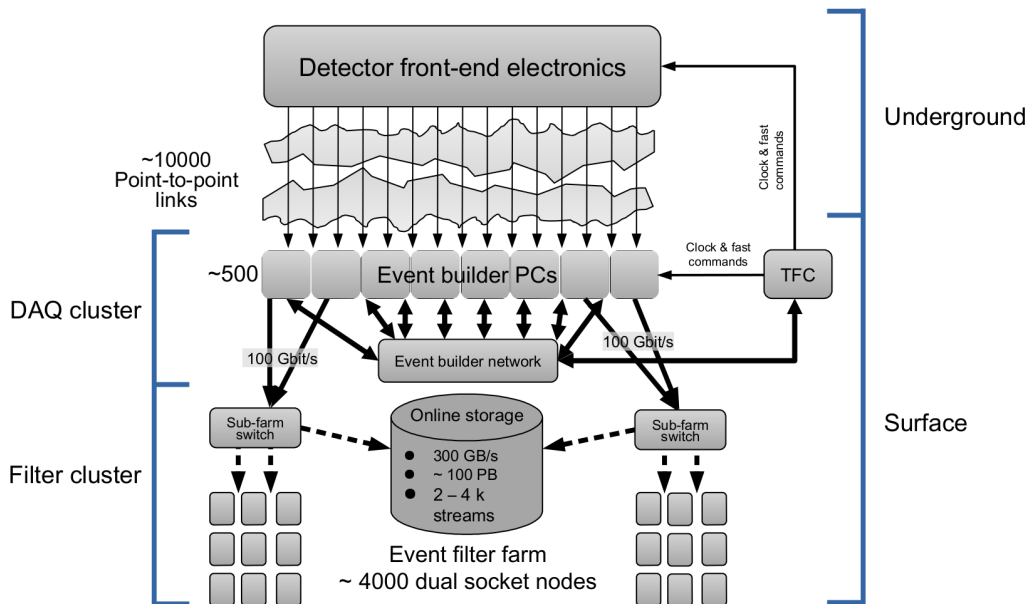 Detector front-end electronics
Underground
Clock & fast
commands
~10000
Point-to-point
links
~500
Event builder PCs
Clock & fast
commands
TFC
DAQ cluster
100 Gbit/s
100 Gbit/s
Event builder network
Sub-farm
switch
Online storage
● 300 GB/s
● ~ 100 PB
● 2 – 4 k
streams
Sub-farm
switch
Surface
Filter cluster
Event filter farm
~ 4000 dual socket nodes